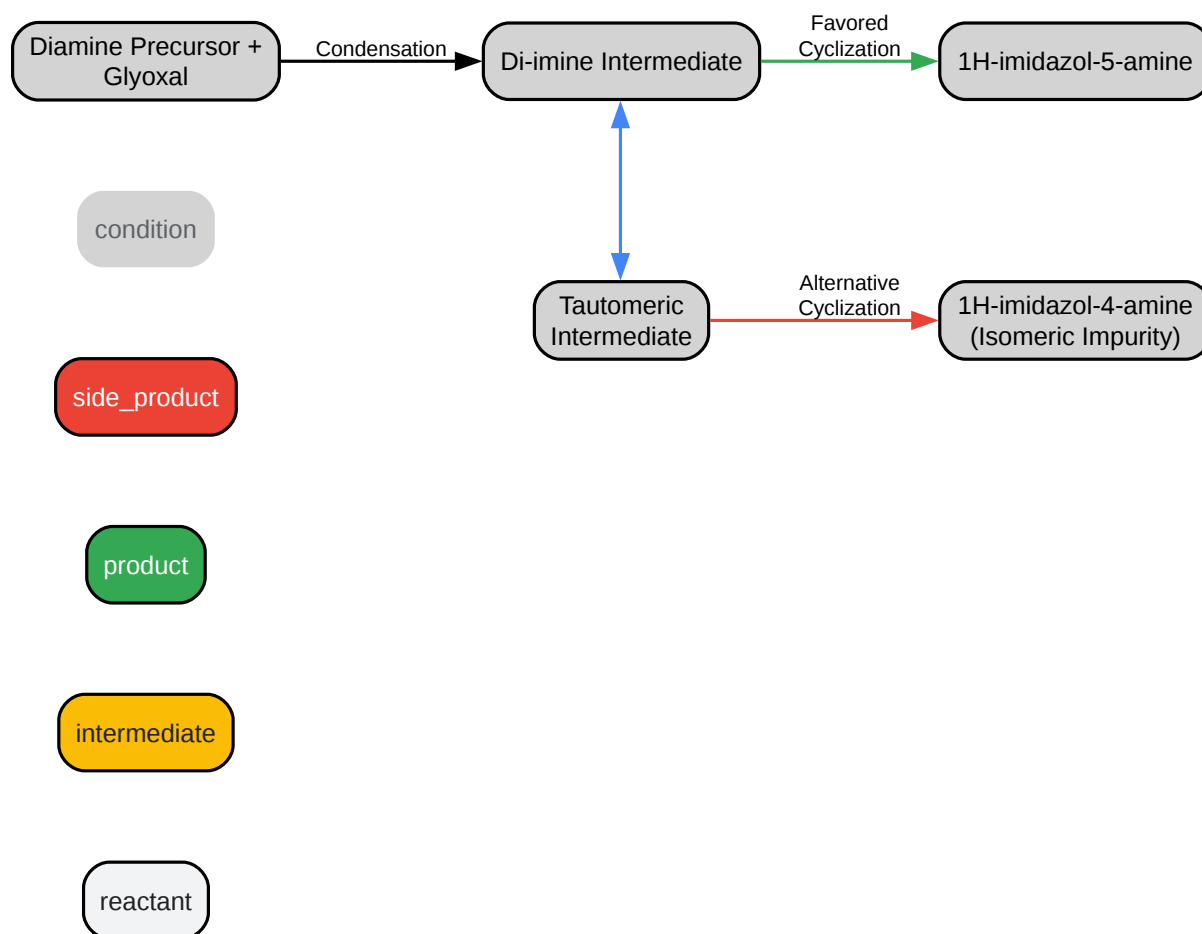 Diamine Precursor +
Glyoxal
Condensation
Di-imine Intermediate
Favored
Cyclization
1H-imidazol-5-amine
condition
Tautomeric
Intermediate
Alternative
Cyclization
1H-imidazol-4-amine
(Isomeric Impurity)
side_product
product
intermediate
reactant